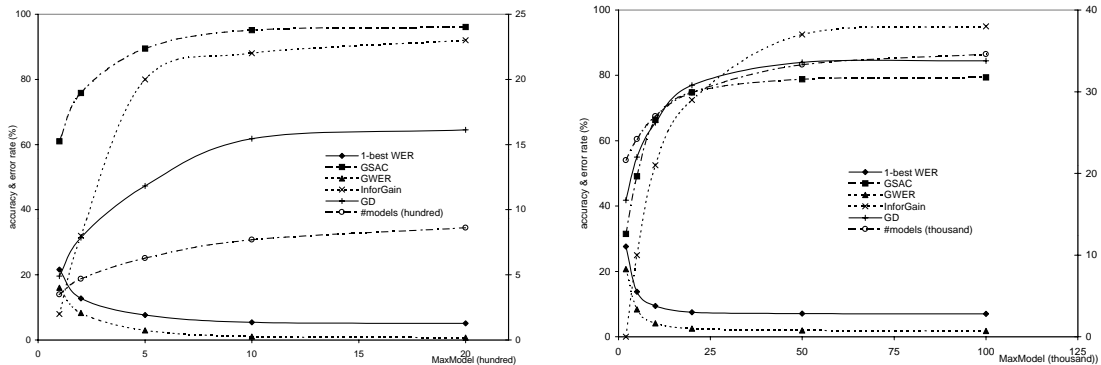 100
80
60
40
20
0
accuracy & error rate (%)
25
20
15
10
5
0
0
5
10
15
20
MaxModel (hundred)
1-best WER
GSAC
GWER
InforGain
GD
#models (hundred)
100
80
60
40
20
0
accuracy & error rate (%)
40
30
20
10
0
0
25
50
75
100
125
MaxModel (thousand))
1-best WER
GSAC
GWER
InforGain
GD
#models (thousand)